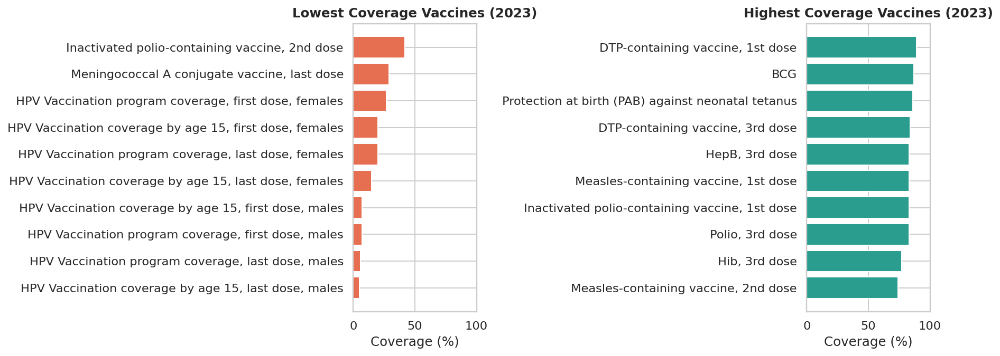 Lowest Coverage Vaccines (2023)
Inactivated polio-containing vaccine, 2nd dose
Meningococcal A conjugate vaccine, last dose
HPV Vaccination program coverage, first dose, females
HPV Vaccination coverage by age 15, first dose, females
HPV Vaccination program coverage, last dose, females
HPV Vaccination coverage by age 15, last dose, females
HPV Vaccination coverage by age 15, first dose, males
HPV Vaccination program coverage, first dose, males
HPV Vaccination program coverage, last dose, males
HPV Vaccination coverage by age 15, last dose, males
0 50 100
Coverage (%)
Highest Coverage Vaccines (2023)
DTP-containing vaccine, 1st dose
BCG
Protection at birth (PAB) against neonatal tetanus
DTP-containing vaccine, 3rd dose
HepB, 3rd dose
Measles-containing vaccine, 1st dose
Inactivated polio-containing vaccine, 1st dose
Polio, 3rd dose
Hib, 3rd dose
Measles-containing vaccine, 2nd dose
0 50 100
Coverage (%)